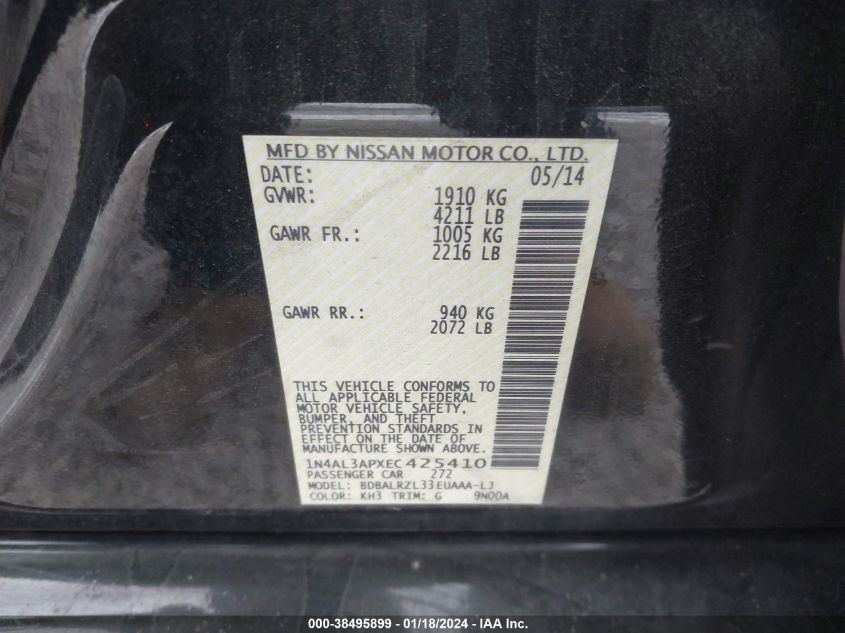 MFD BY NISSAN MOTOR CO., LTD.
DATE: 05/14
GVWR: 1910 KG
4211 LB
GAWR FR.: 1005 KG
2216 LB
GAWR RR.: 940 KG
2072 LB
THIS VEHICLE CONFORMS TO
ALL APPLICABLE FEDERAL
MOTOR VEHICLE SAFETY,
BUMPER, AND THEFT
PREVENTION STANDARDS IN
EFFECT ON THE DATE OF
MANUFACTURE SHOWN ABOVE.
1N4AL3APXEC425410
PASSENGER CAR 272
MODEL: BDBALRZL33EUAAA-LJ
COLOR: KH3 TRIM: G 9N00A
000-38495899 - 01/18/2024 - IAA Inc.